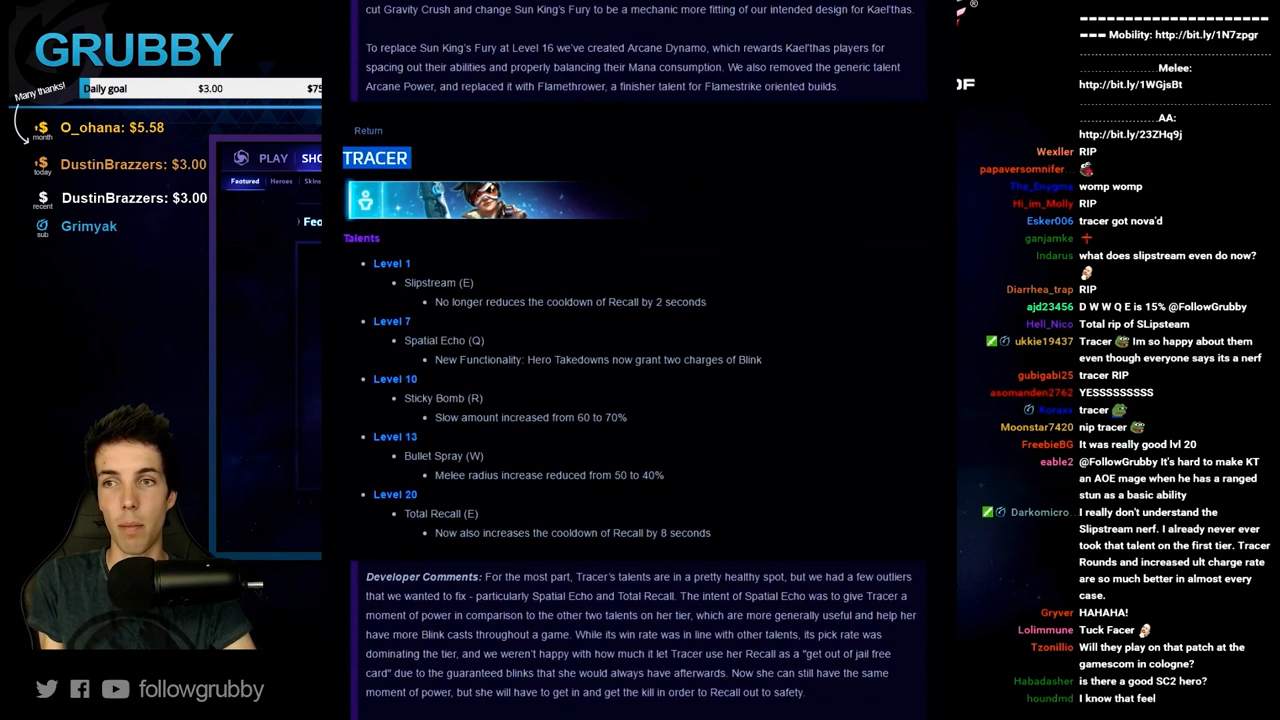 GRUBBY
Many thanks!
Daily goal
$3.00
$75
month
O_ohana: $5.58
today
DustinBrazzers: $3.00
recent
DustinBrazzers: $3.00
sub
Grimyak
PLAY
SHO
Featured
Heroes
Skins
Feo
followgrubby
cut Gravity Crush and change Sun King's Fury to be a mechanic more fitting of our intended design for Kael'thas.
To replace Sun King's Fury at Level 16 we've created Arcane Dynamo, which rewards Kael'thas players for
spacing out their abilities and properly balancing their Mana consumption. We also removed the generic talent
Arcane Power, and replaced it with Flamethrower, a finisher talent for Flamestrike oriented builds.
Return
TRACER
Talents
Level 1
Slipstream (E)
No longer reduces the cooldown of Recall by 2 seconds
Level 7
Spatial Echo (Q)
New Functionality: Hero Takedowns now grant two charges of Blink
Level 10
Sticky Bomb (R)
Slow amount increased from 60 to 70%
Level 13
Bullet Spray (W)
Melee radius increase reduced from 50 to 40%
Level 20
Total Recall (E)
Now also increases the cooldown of Recall by 8 seconds
Developer Comments: For the most part, Tracer's talents are in a pretty healthy spot, but we had a few outliers
that we wanted to fix - particularly Spatial Echo and Total Recall. The intent of Spatial Echo was to give Tracer a
moment of power in comparison to the other two talents on her tier, which are more generally useful and help her
have more Blink casts throughout a game. While its win rate was in line with other talents, its pick rate was
dominating the tier, and we weren't happy with how much it let Tracer use her Recall as a "get out of jail free
card" due to the guaranteed blinks that she would always have afterwards. Now she can still have the same
moment of power, but she will have to get in and get the kill in order to Recall out to safety.
OF
Mobility: http://bit.ly/1N7zpgr
Melee:
http://bit.ly/1WGjsBt
AA:
http://bit.ly/23ZHq9j
Wexller RIP
papaversomnifer...
The_Enygma womp womp
Hi_im_Molly RIP
Esker006 tracer got nova'd
ganjamke
Indarus what does slipstream even do now?
Diarrhea_trap RIP
ajd23456 D W W Q E is 15% @FollowGrubby
Hell_Nico Total rip of SLipsteam
ukkie19437 Tracer Im so happy about them
even though everyone says its a nerf
gubigabi25 tracer RIP
asomanden2762 YESSSSSSSS
Koraxx tracer
Moonstar7420 nip tracer
FreebieBG It was really good lvl 20
eable2 @FollowGrubby It's hard to make KT
an AOE mage when he has a ranged
stun as a basic ability
Darkomicro... I really don't understand the
Slipstream nerf. I already never ever
took that talent on the first tier. Tracer
Rounds and increased ult charge rate
are so much better in almost every
case.
Gryver HAHAHA!
Lolimmune Tuck Facer
Tzonillio Will they play on that patch at the
gamescom in cologne?
Habadasher is there a good SC2 hero?
houndmd I know that feel